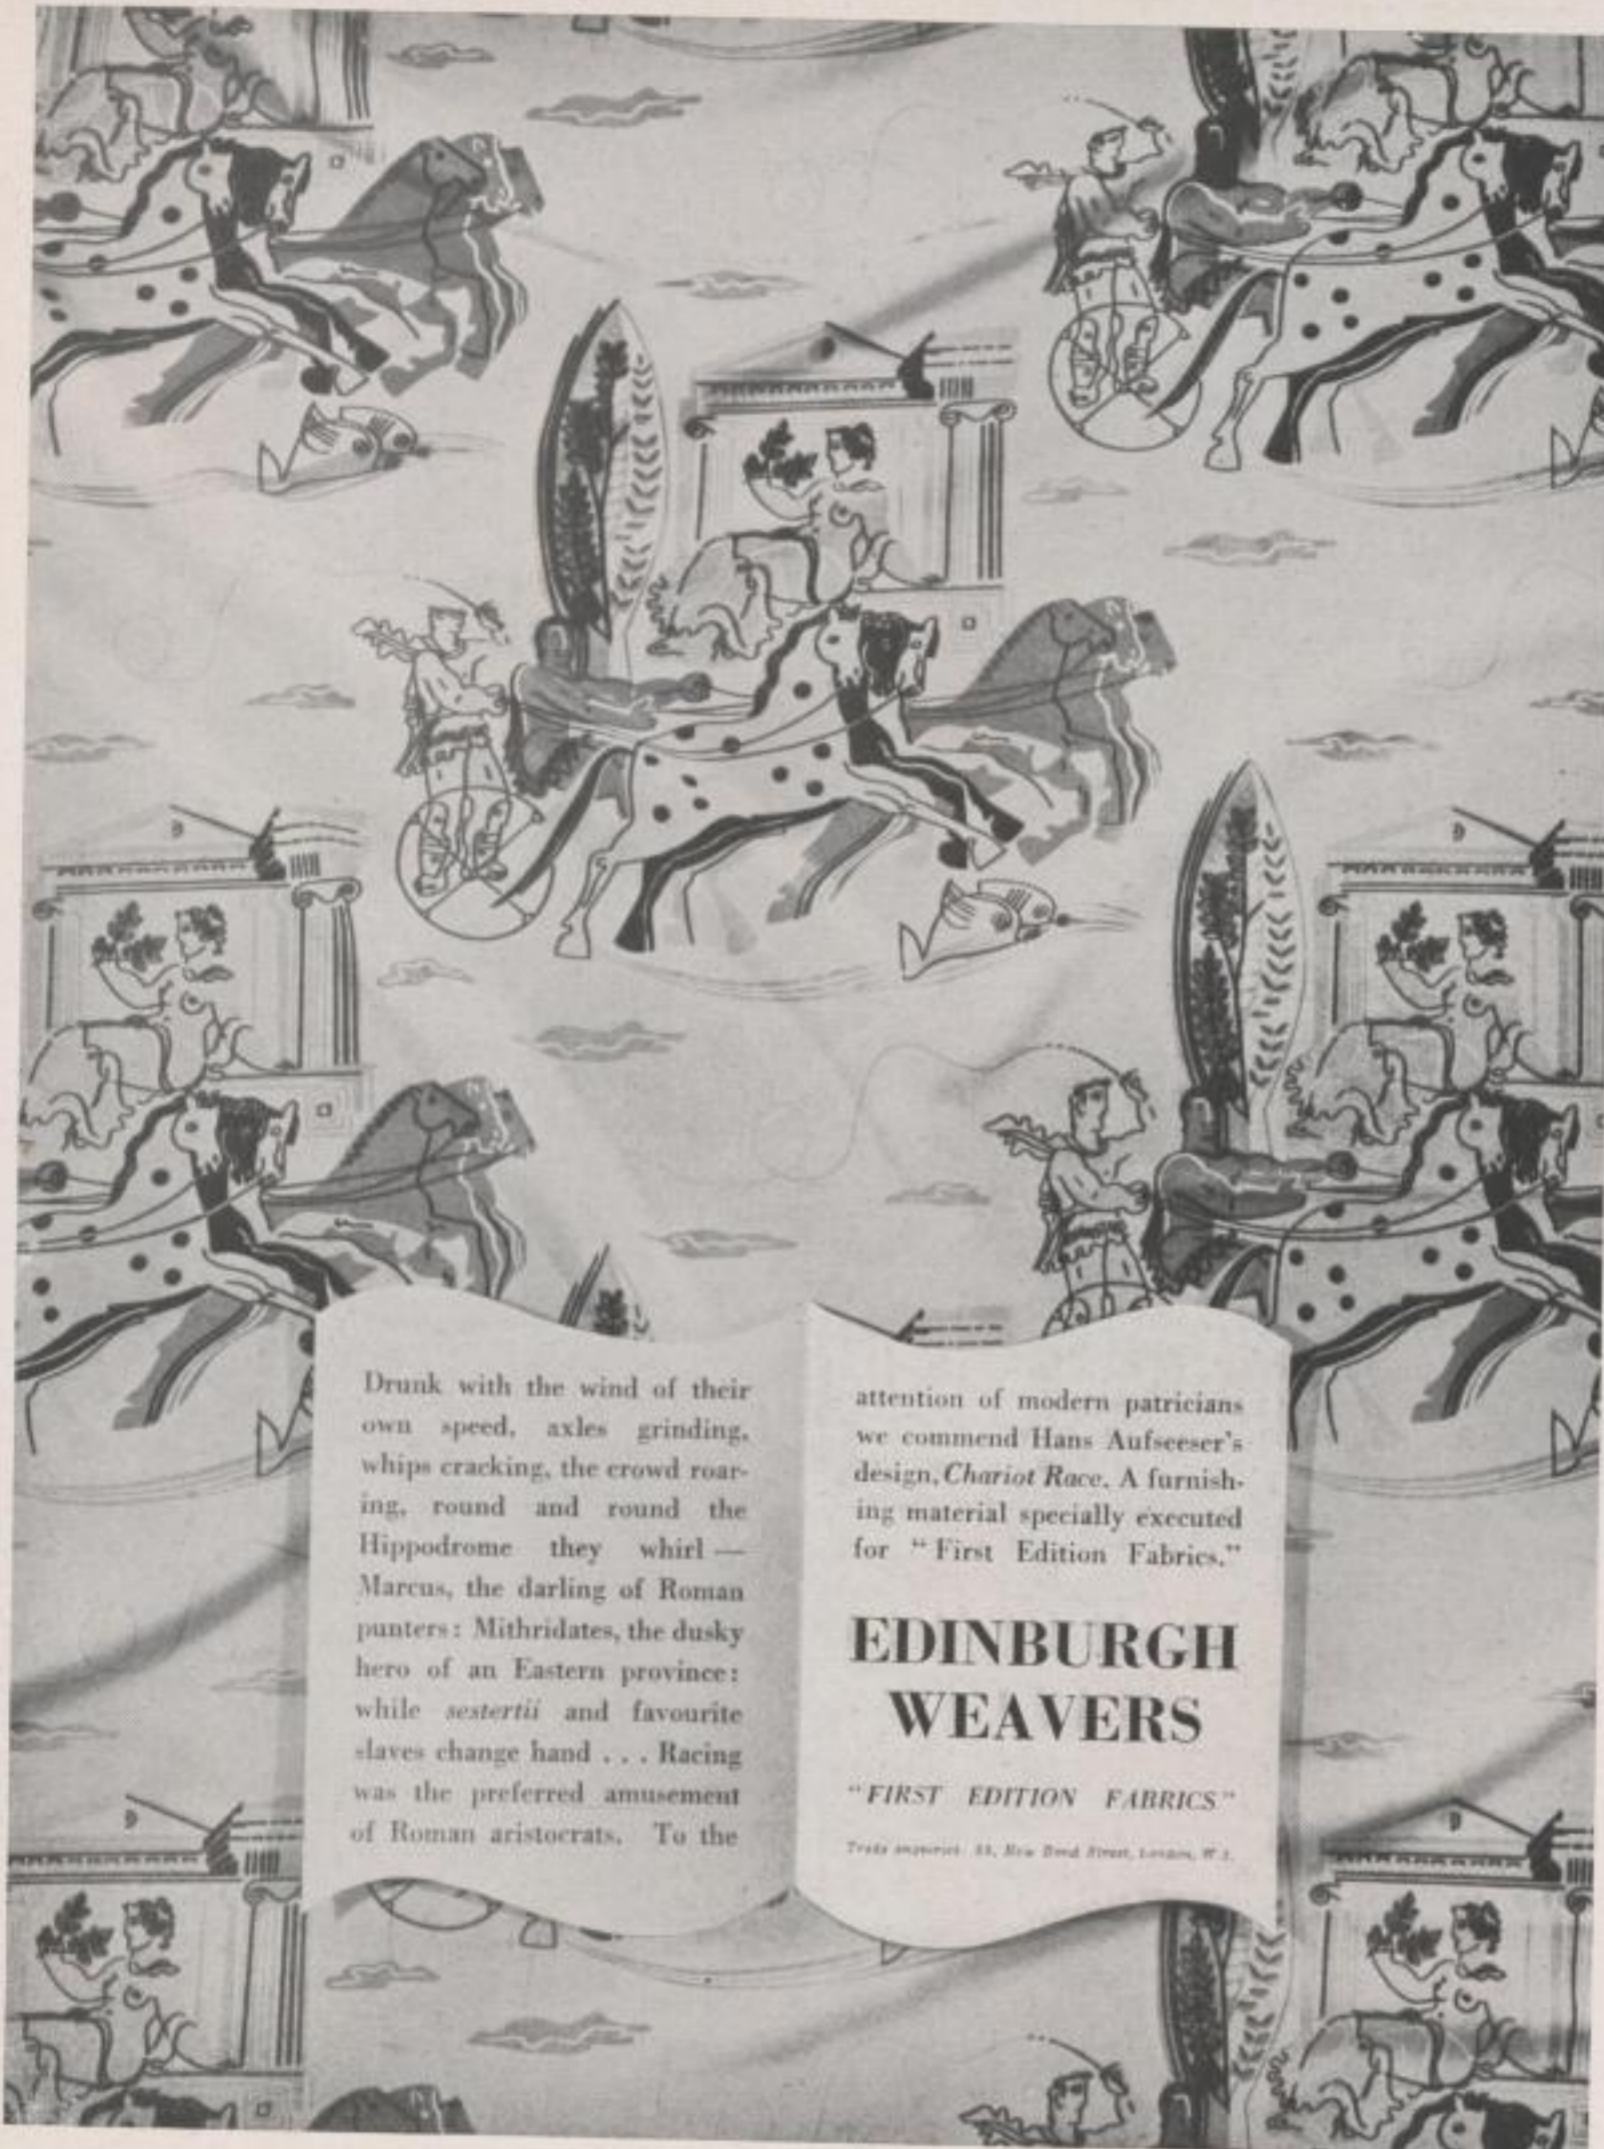 Drunk with the wind of their
own speed, axles grinding,
whips cracking, the crowd roar-
ing, round and round the
Hippodrome they whirl —
Marcus, the darling of Roman
punters: Mithridates, the dusky
hero of an Eastern province:
while sestertii and favourite
slaves change hand . . . Racing
was the preferred amusement
of Roman aristocrats. To the
attention of modern patricians
we commend Hans Aufseeser's
design, Chariot Race. A furnish-
ing material specially executed
for "First Edition Fabrics."
EDINBURGH
WEAVERS
"FIRST EDITION FABRICS"
Trade enquiries: New Bond Street, London, W.1.